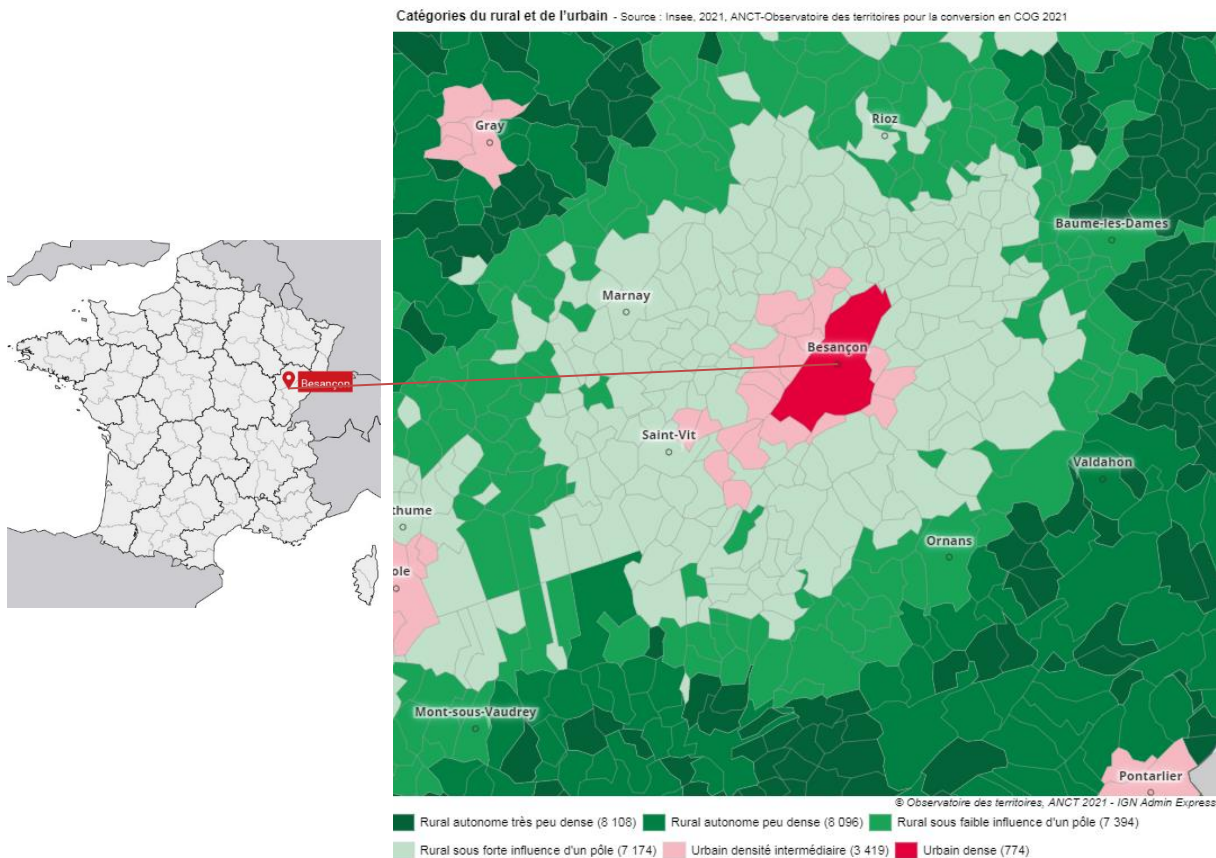 Catégories du rural et de l'urbain - Source : Insee, 2021, ANCT-Observatoire des territoires pour la conversion en COG 2021
Gray
Rioz
Baume-les-Dames
Marnay
Besançon
Besançon
Saint-Vit
Valdahon
thume
Ornans
ole
Mont-sous-Vaudrey
Pontarlier
© Observatoire des territoires, ANCT 2021 - IGN Admin Express
Rural autonome très peu dense (8 108) Rural autonome peu dense (8 096) Rural sous faible influence d'un pôle (7 394)
Rural sous forte influence d'un pôle (7 174) Urbain densité intermédiaire (3 419) Urbain dense (774)